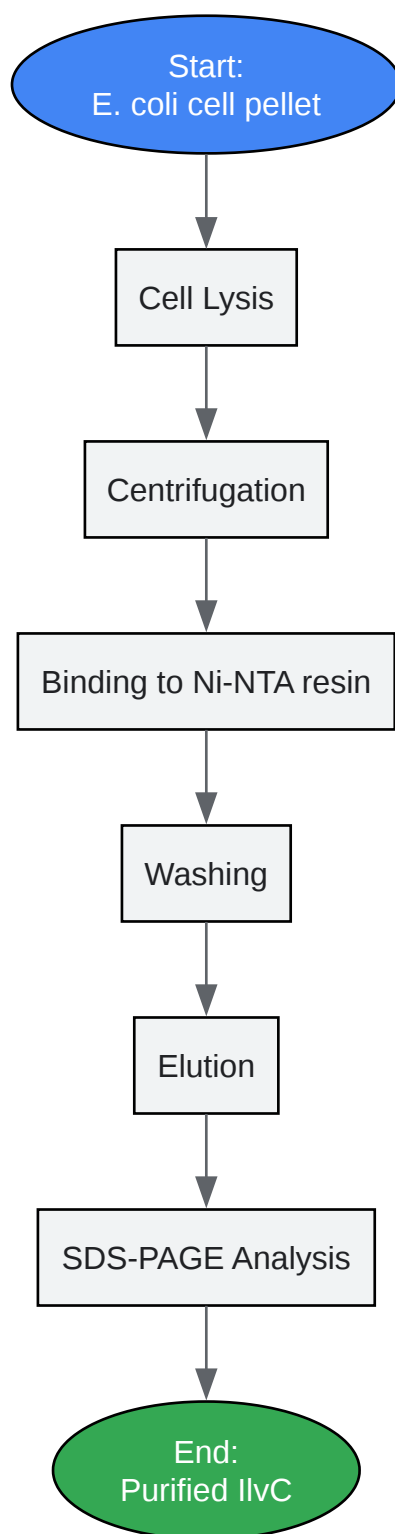 Start:
E. coli cell pellet
Cell Lysis
Centrifugation
Binding to Ni-NTA resin
Washing
Elution
SDS-PAGE Analysis
End:
Purified IlvC